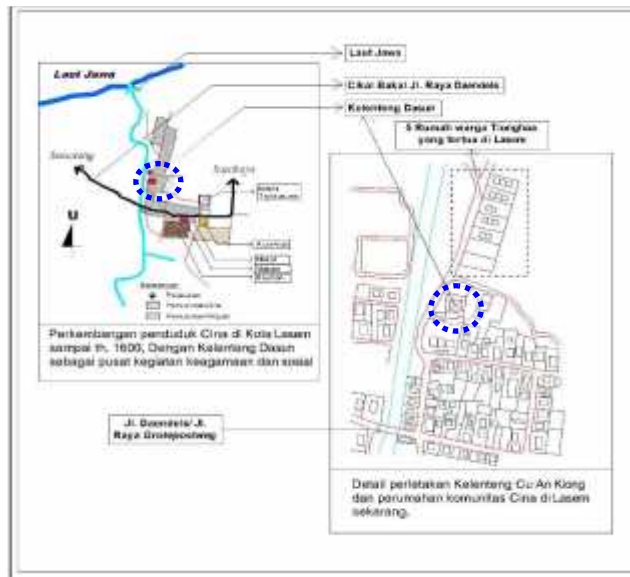 Laut Jawa
Cikal Bakal Jl. Raya Daendels
Kelenteng Dasun
5 Rumah warga Tionghoa
yang tertua di Lasem
Laut Jawa
Semarang
Surabaya
U
Perkembangan penduduk Cina di Kota Lasem
sampai th. 1600, Dengan Kelenteng Dasun
sebagai pusat kegiatan keagamaan dan sosial
Jl. Daendels/ Jl.
Raya Grotepostweg
Detail perletakan Kelenteng Cu An Kiong
dan perumahan komunitas Cina di Lasem
sekarang.